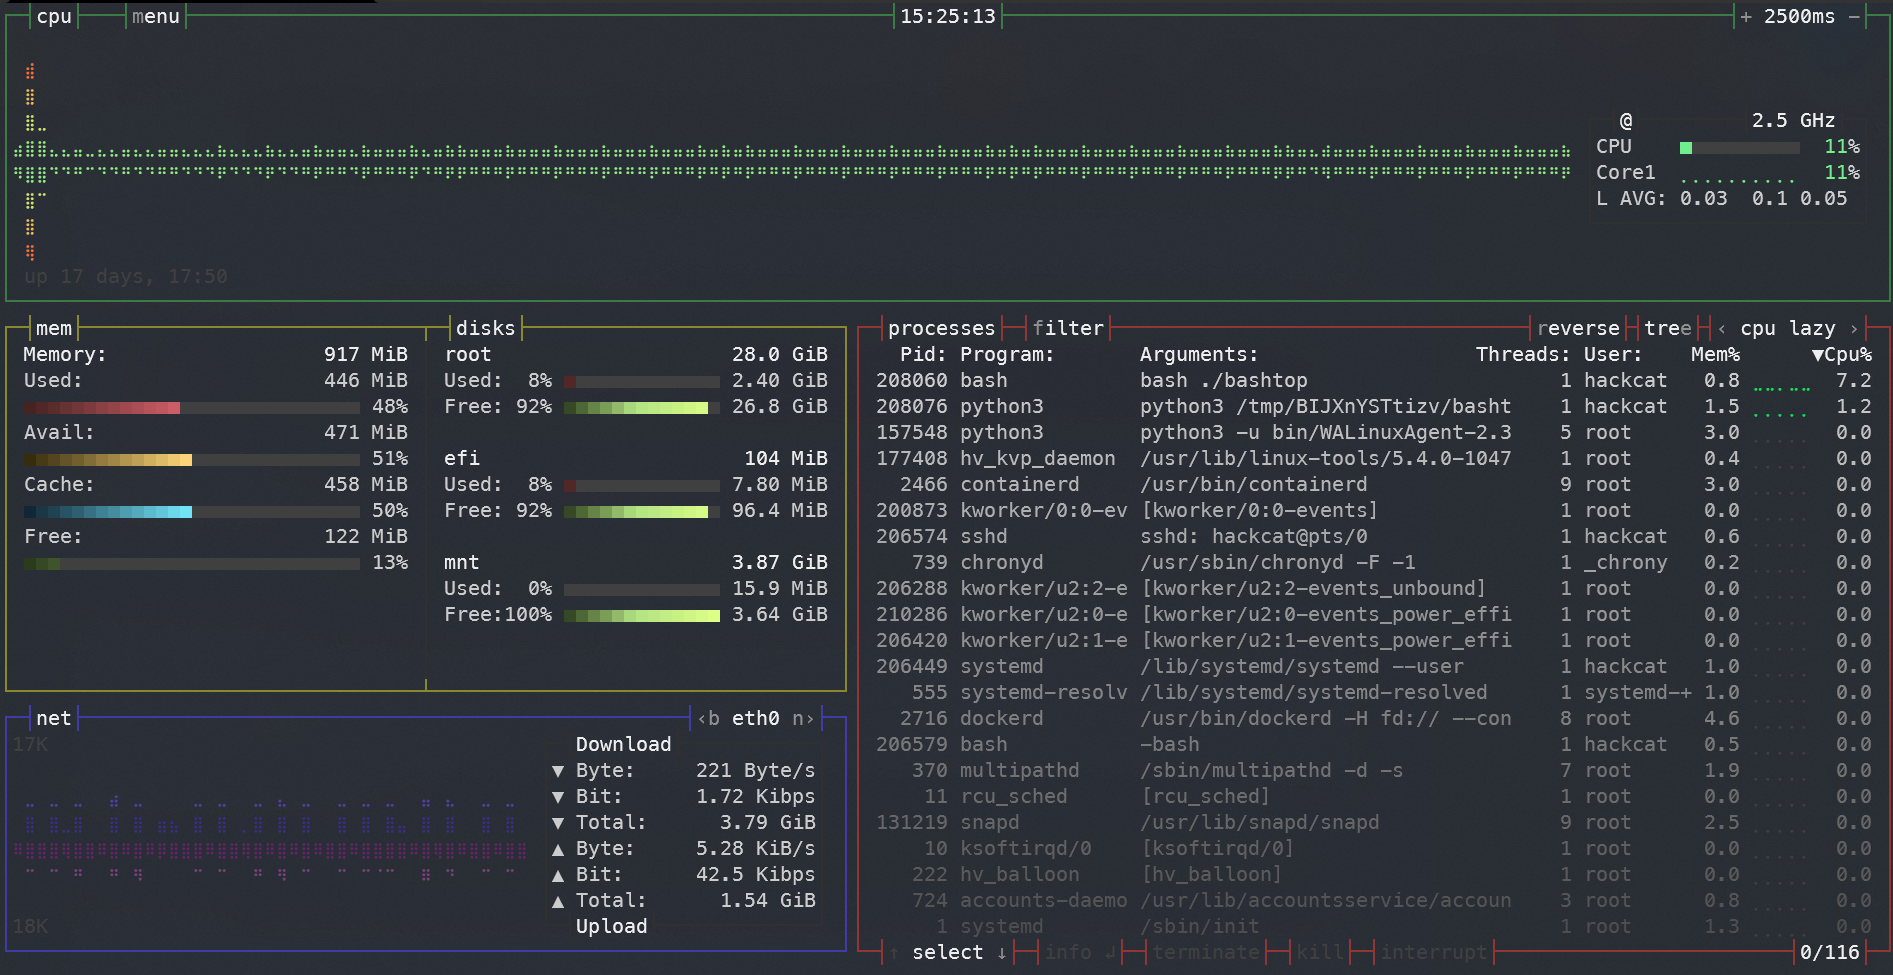 cpu menu 15:25:13 + 2500ms −
@ 2.5 GHz
CPU 11%
Core1 11%
L AVG: 0.03 0.1 0.05
up 17 days, 17:50
mem
Memory: 917 MiB
Used: 446 MiB
48%
Avail: 471 MiB
51%
Cache: 458 MiB
50%
Free: 122 MiB
13%
disks
root 28.0 GiB
Used: 8% 2.40 GiB
Free: 92% 26.8 GiB
efi 104 MiB
Used: 8% 7.80 MiB
Free: 92% 96.4 MiB
mnt 3.87 GiB
Used: 0% 15.9 MiB
Free:100% 3.64 GiB
net ‹b eth0 n›
17K
Download
▼ Byte: 221 Byte/s
▼ Bit: 1.72 Kibps
▼ Total: 3.79 GiB
▲ Byte: 5.28 KiB/s
▲ Bit: 42.5 Kibps
▲ Total: 1.54 GiB
Upload
18K
processes filter reverse tree ‹ cpu lazy ›
Pid: Program: Arguments: Threads: User: Mem% ▼Cpu%
208060 bash bash ./bashtop 1 hackcat 0.8 7.2
208076 python3 python3 /tmp/BIJXnYSTtizv/basht 1 hackcat 1.5 1.2
157548 python3 python3 -u bin/WALinuxAgent-2.3 5 root 3.0 0.0
177408 hv_kvp_daemon /usr/lib/linux-tools/5.4.0-1047 1 root 0.4 0.0
2466 containerd /usr/bin/containerd 9 root 3.0 0.0
200873 kworker/0:0-ev [kworker/0:0-events] 1 root 0.0 0.0
206574 sshd sshd: hackcat@pts/0 1 hackcat 0.6 0.0
739 chronyd /usr/sbin/chronyd -F -1 1 _chrony 0.2 0.0
206288 kworker/u2:2-e [kworker/u2:2-events_unbound] 1 root 0.0 0.0
210286 kworker/u2:0-e [kworker/u2:0-events_power_effi 1 root 0.0 0.0
206420 kworker/u2:1-e [kworker/u2:1-events_power_effi 1 root 0.0 0.0
206449 systemd /lib/systemd/systemd --user 1 hackcat 1.0 0.0
555 systemd-resolv /lib/systemd/systemd-resolved 1 systemd-+ 1.0 0.0
2716 dockerd /usr/bin/dockerd -H fd:// --con 8 root 4.6 0.0
206579 bash -bash 1 hackcat 0.5 0.0
370 multipathd /sbin/multipathd -d -s 7 root 1.9 0.0
11 rcu_sched [rcu_sched] 1 root 0.0 0.0
131219 snapd /usr/lib/snapd/snapd 9 root 2.5 0.0
10 ksoftirqd/0 [ksoftirqd/0] 1 root 0.0 0.0
222 hv_balloon [hv_balloon] 1 root 0.0 0.0
724 accounts-daemo /usr/lib/accountsservice/accoun 3 root 0.8 0.0
1 systemd /sbin/init 1 root 1.3 0.0
↑ select ↓ info ↲ terminate kill interrupt 0/116